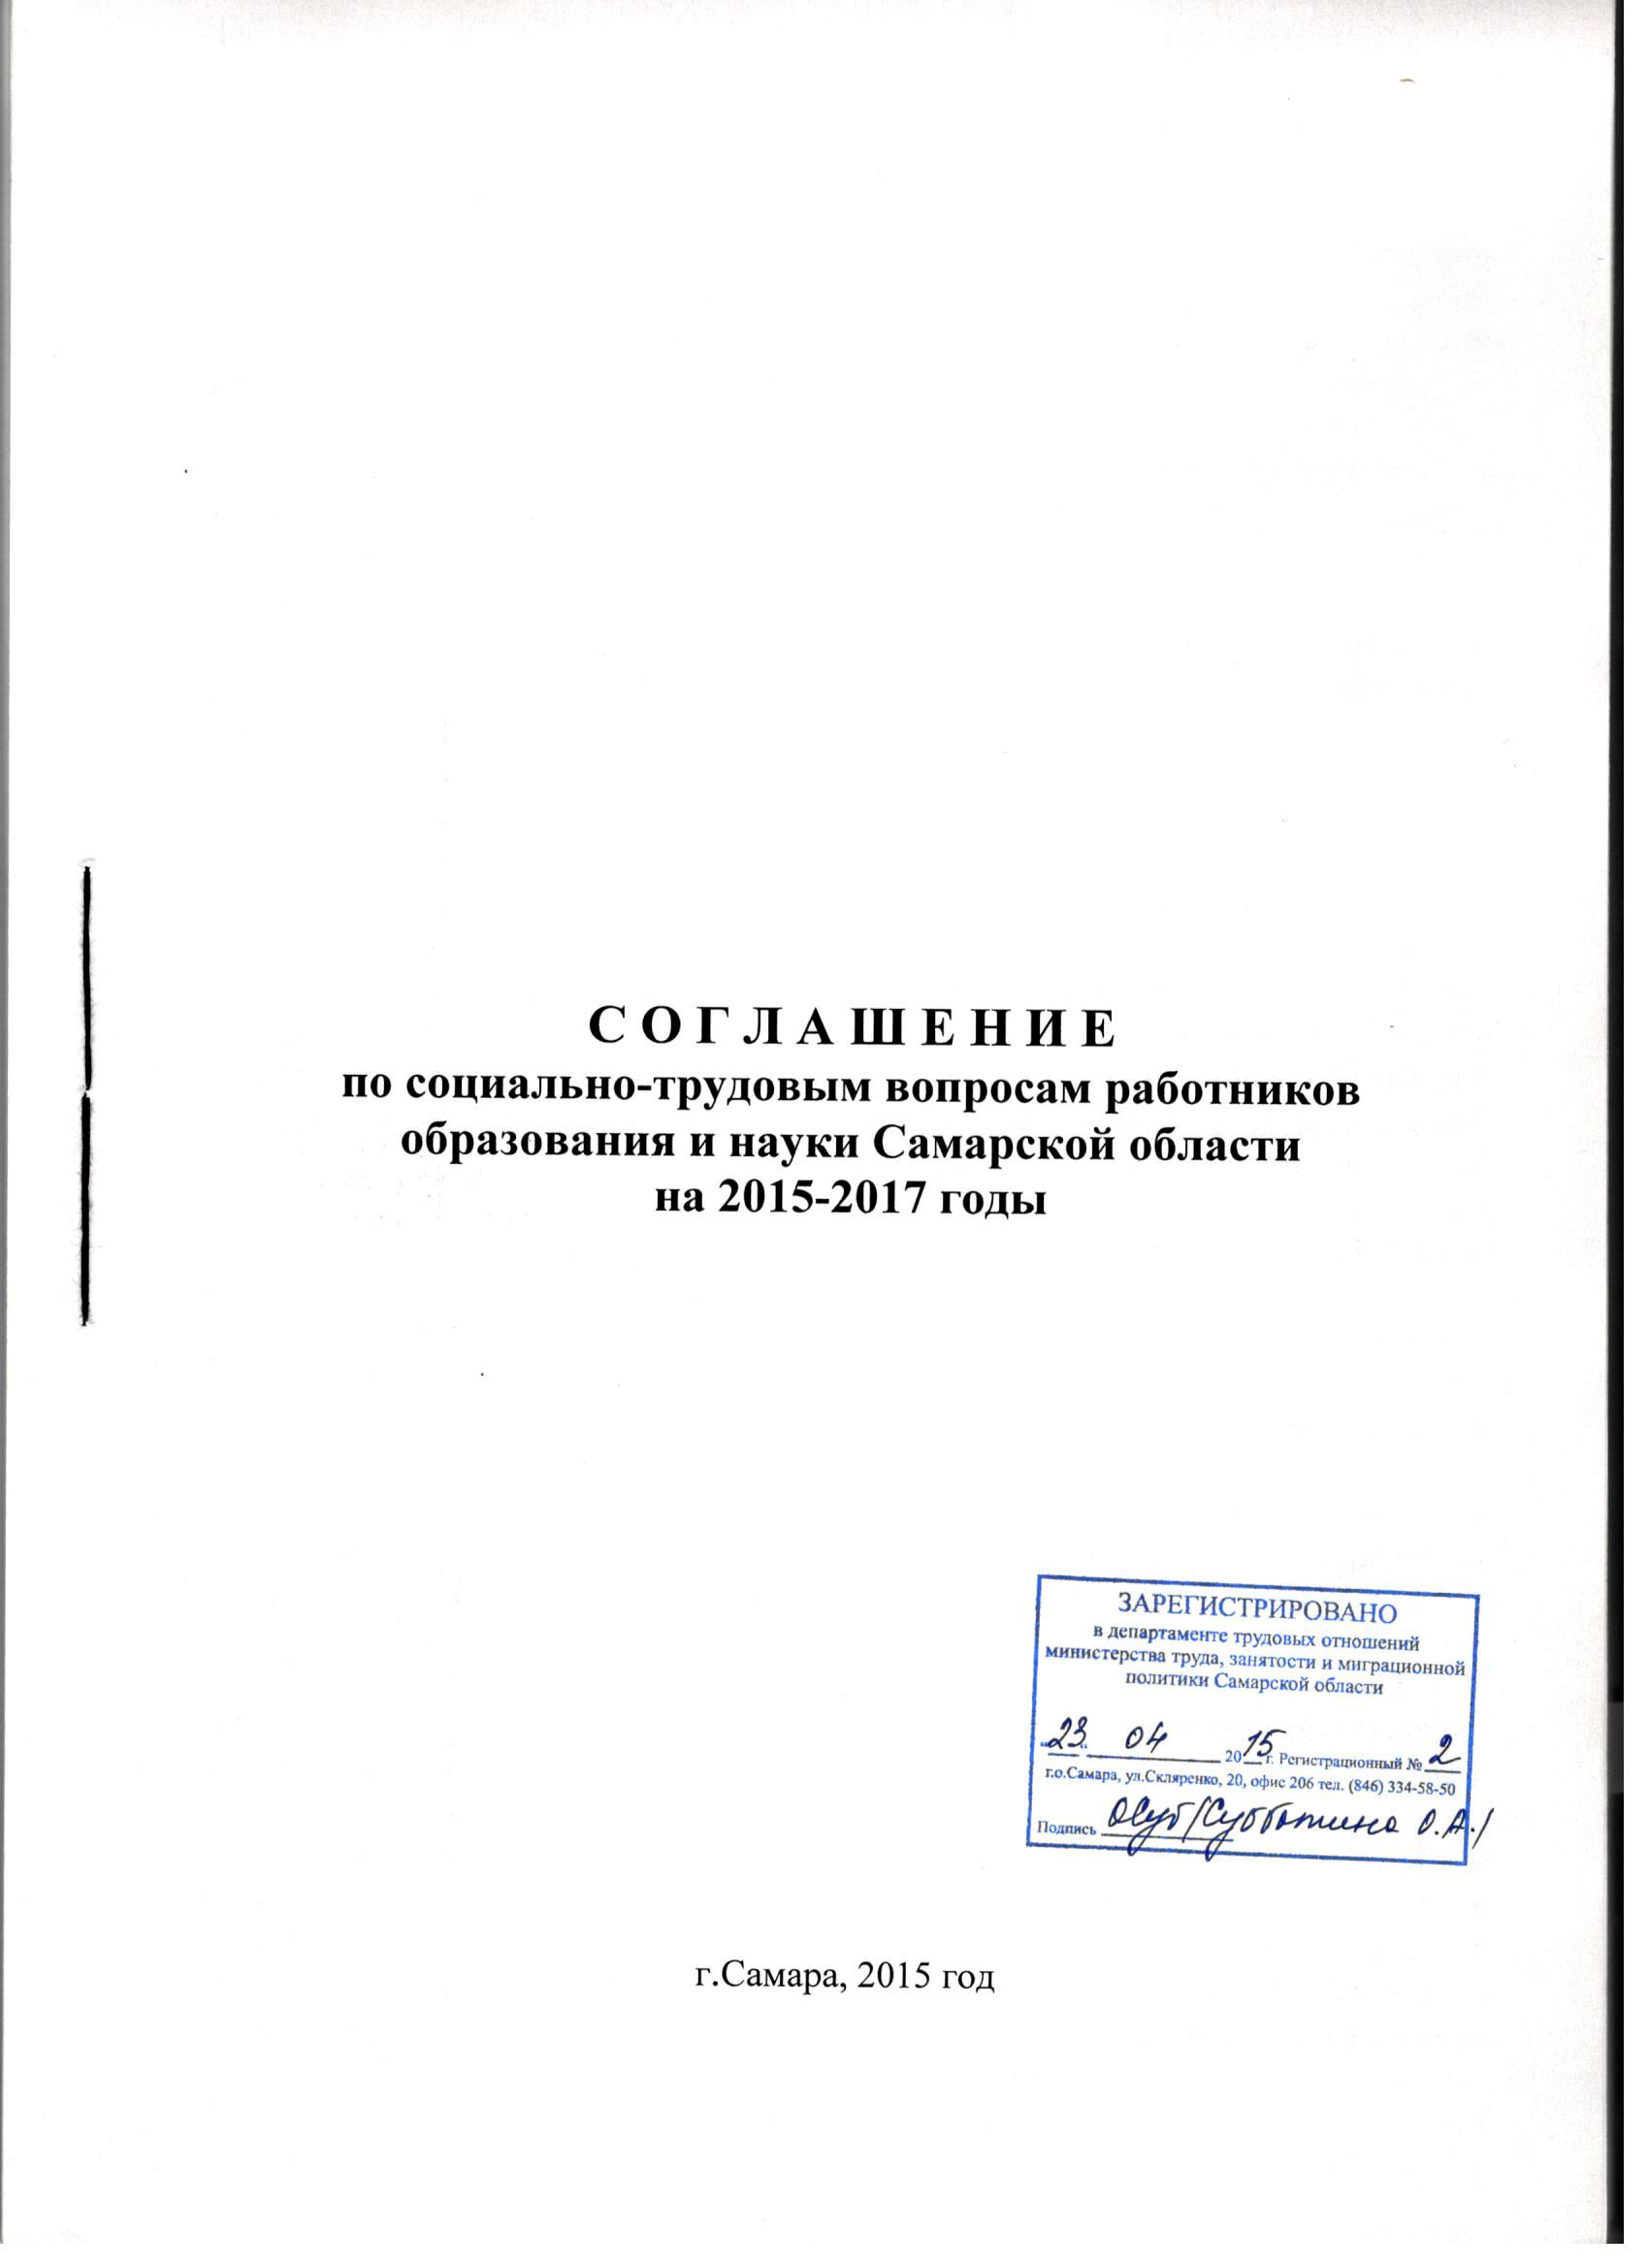 С О Г Л А Ш Е Н И Е
по социально-трудовым вопросам работников
образования и науки Самарской области
на 2015-2017 годы
ЗАРЕГИСТРИРОВАНО
в департаменте трудовых отношений
министерства труда, занятости и миграционной
политики Самарской области
"23" 04 2015 г. Регистрационный № 2
г.о.Самара, ул.Скляренко, 20, офис 206 тел. (846) 334-58-50
Подпись /Субботина О.А./
г.Самара, 2015 год